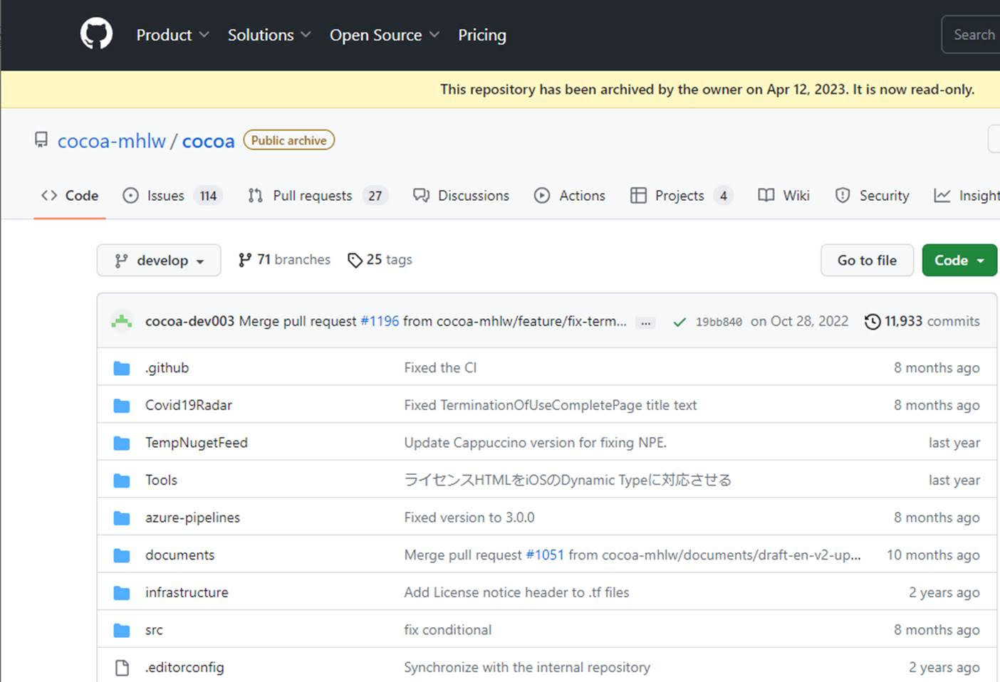 Product Solutions Open Source Pricing Search
This repository has been archived by the owner on Apr 12, 2023. It is now read-only.
cocoa-mhlw / cocoa Public archive
Code Issues 114 Pull requests 27 Discussions Actions Projects 4 Wiki Security Insight
develop 71 branches 25 tags Go to file Code
cocoa-dev003 Merge pull request #1196 from cocoa-mhlw/feature/fix-term... ... 19bb840 on Oct 28, 2022 11,933 commits
.github Fixed the CI 8 months ago
Covid19Radar Fixed TerminationOfUseCompletePage title text 8 months ago
TempNugetFeed Update Cappuccino version for fixing NPE. last year
Tools ライセンスHTMLをiOSのDynamic Typeに対応させる last year
azure-pipelines Fixed version to 3.0.0 8 months ago
documents Merge pull request #1051 from cocoa-mhlw/documents/draft-en-v2-up... 10 months ago
infrastructure Add License notice header to .tf files 2 years ago
src fix conditional 8 months ago
.editorconfig Synchronize with the internal repository 2 years ago